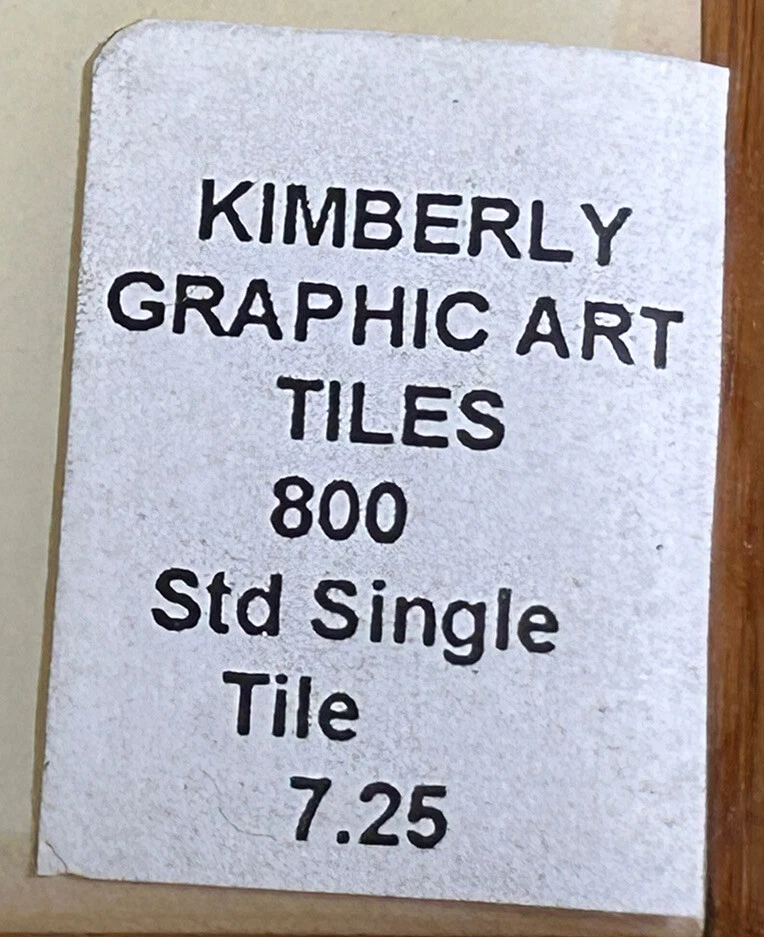 KIMBERLY
GRAPHIC ART
TILES
800
Std Single
Tile
7.25